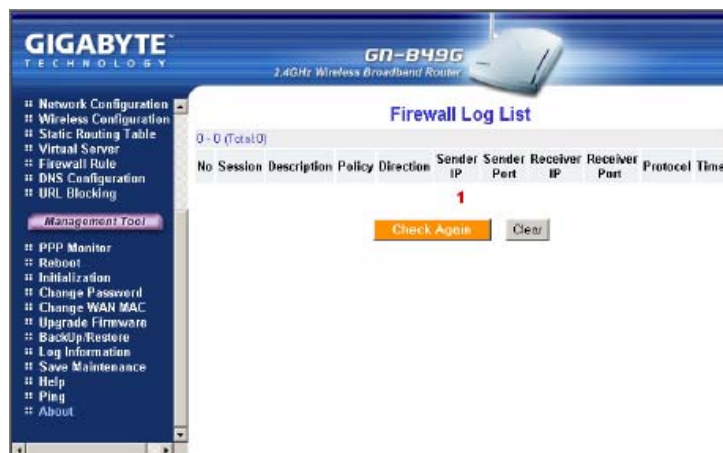 GIGABYTE™
TECHNOLOGY
GN-B49G
2.4GHz Wireless Broadband Router
Network Configuration
Wireless Configuration
Static Routing Table
Virtual Server
Firewall Rule
DNS Configuration
URL Blocking
Management Tool
PPP Monitor
Reboot
Initialization
Change Password
Change WAN MAC
Upgrade Firmware
BackUp/Restore
Log Information
Save Maintenance
Help
Ping
About
Firewall Log List
0 - 0 (Total:0)
No Session Description Policy Direction Sender IP Sender Port Receiver IP Receiver Port Protocol Time
1
Check Again Clear